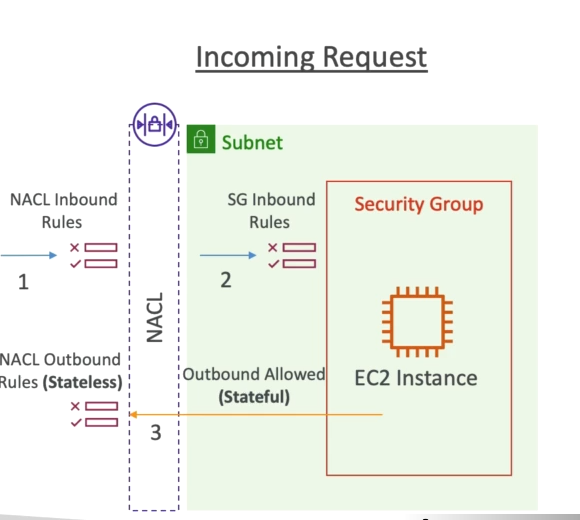 Incoming Request
Subnet
NACL Inbound
Rules
1
SG Inbound
Rules
2
Security Group
NACL
NACL Outbound
Rules (Stateless)
Outbound Allowed
(Stateful)
EC2 Instance
3